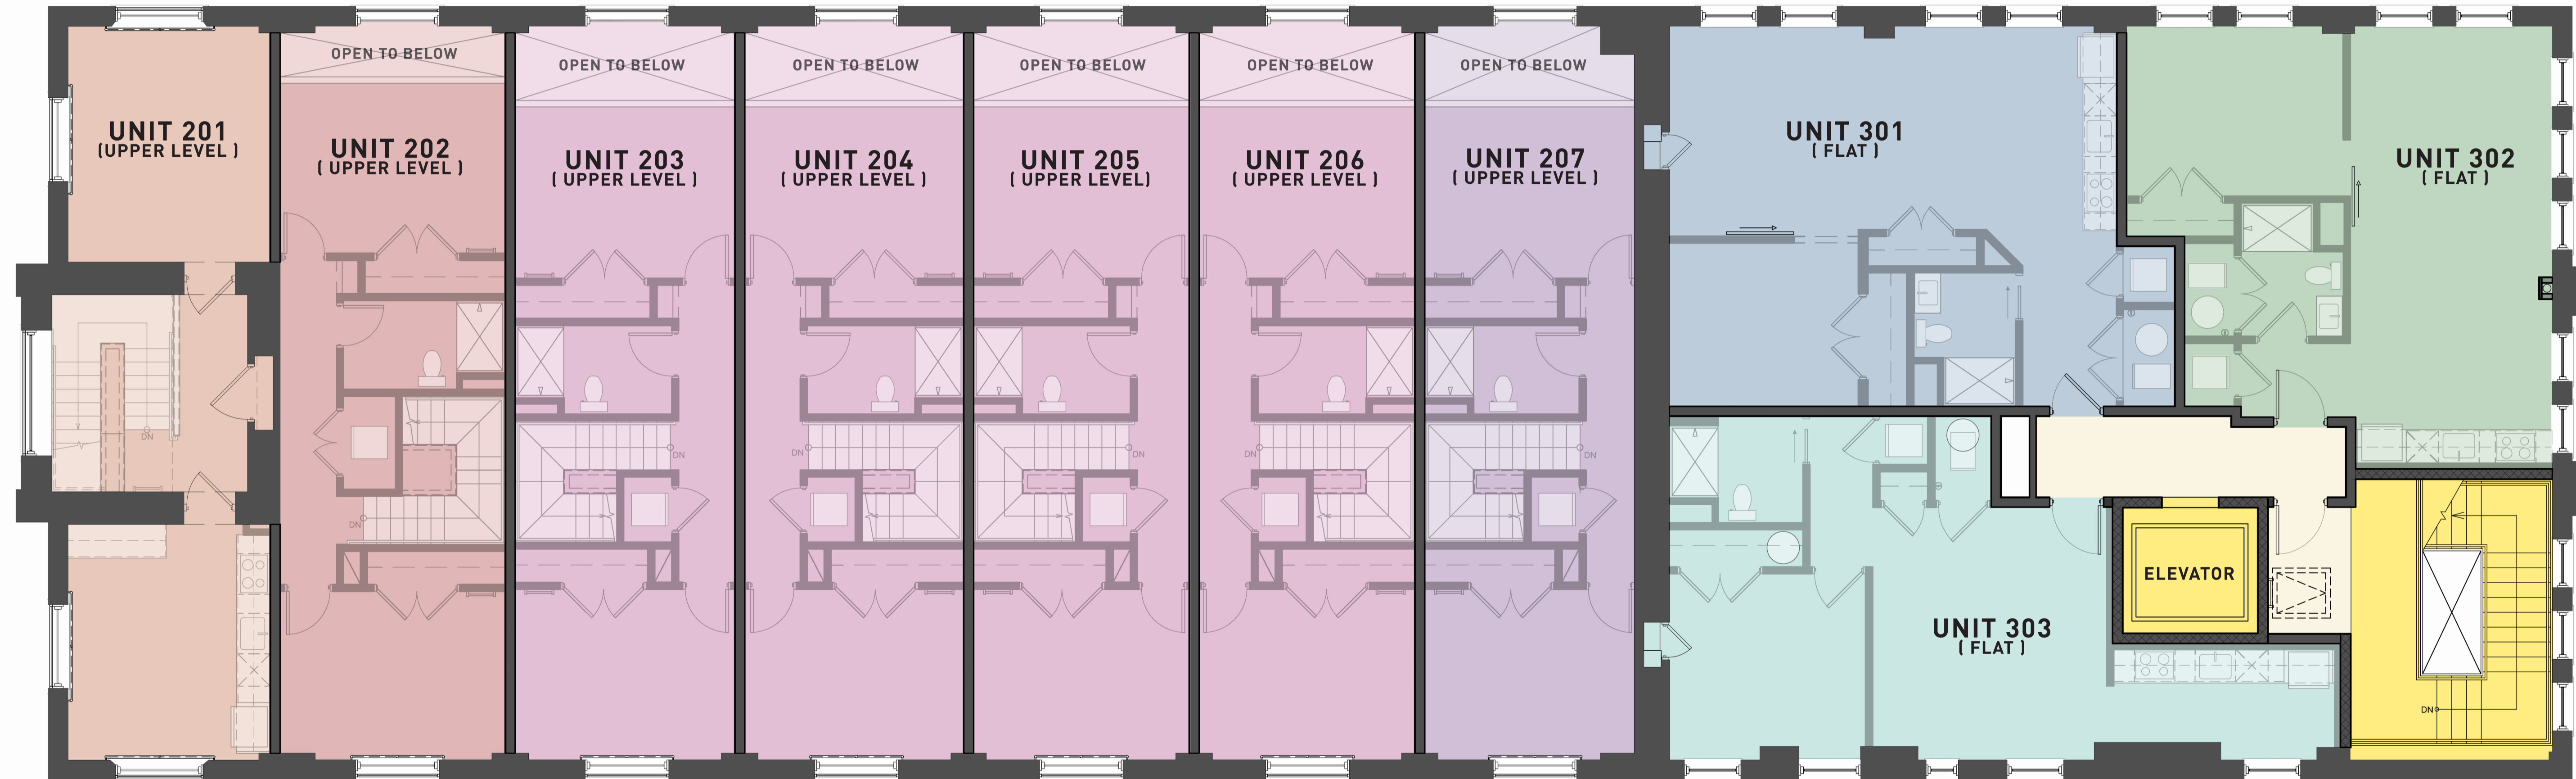 OPEN TO BELOW
OPEN TO BELOW
OPEN TO BELOW
OPEN TO BELOW
OPEN TO BELOW
OPEN TO BELOW
UNIT 201
(UPPER LEVEL )
UNIT 202
( UPPER LEVEL )
UNIT 203
( UPPER LEVEL )
UNIT 204
( UPPER LEVEL )
UNIT 205
( UPPER LEVEL)
UNIT 206
( UPPER LEVEL )
UNIT 207
( UPPER LEVEL )
UNIT 301
( FLAT )
UNIT 302
( FLAT )
DN
DN
DN
DN
DN
DN
DN
ELEVATOR
UNIT 303
( FLAT )
DN